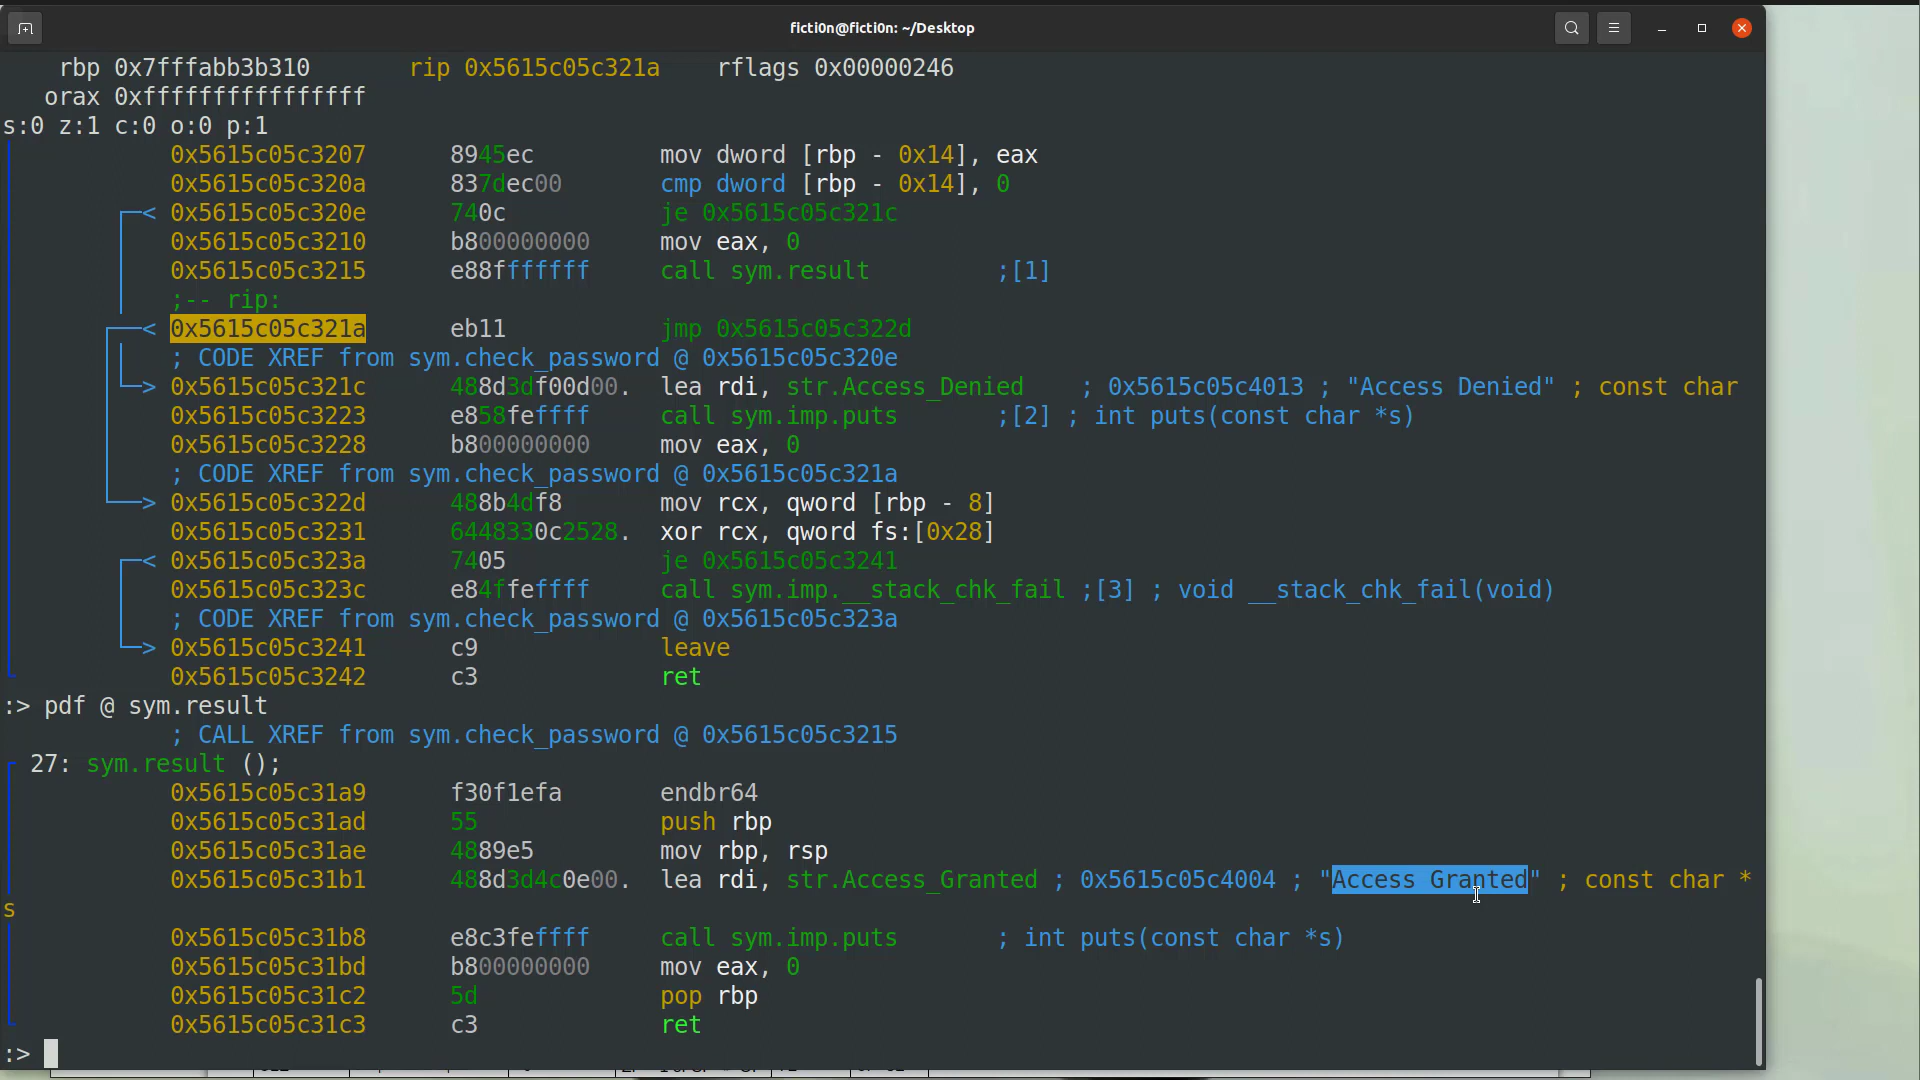 ficti0n@ficti0n: ~/Desktop
rbp 0x7fffabb3b310 rip 0x5615c05c321a rflags 0x00000246
orax 0xffffffffffffffff
s:0 z:1 c:0 o:0 p:1
0x5615c05c3207 8945ec mov dword [rbp - 0x14], eax
0x5615c05c320a 837dec00 cmp dword [rbp - 0x14], 0
0x5615c05c320e 740c je 0x5615c05c321c
0x5615c05c3210 b800000000 mov eax, 0
0x5615c05c3215 e88fffffff call sym.result ;[1]
;-- rip:
0x5615c05c321a eb11 jmp 0x5615c05c322d
; CODE XREF from sym.check_password @ 0x5615c05c320e
0x5615c05c321c 488d3df00d00. lea rdi, str.Access_Denied ; 0x5615c05c4013 ; "Access Denied" ; const char
0x5615c05c3223 e858feffff call sym.imp.puts ;[2] ; int puts(const char *s)
0x5615c05c3228 b800000000 mov eax, 0
; CODE XREF from sym.check_password @ 0x5615c05c321a
0x5615c05c322d 488b4df8 mov rcx, qword [rbp - 8]
0x5615c05c3231 6448330c2528. xor rcx, qword fs:[0x28]
0x5615c05c323a 7405 je 0x5615c05c3241
0x5615c05c323c e84ffeffff call sym.imp.__stack_chk_fail ;[3] ; void __stack_chk_fail(void)
; CODE XREF from sym.check_password @ 0x5615c05c323a
0x5615c05c3241 c9 leave
0x5615c05c3242 c3 ret
:> pdf @ sym.result
; CALL XREF from sym.check_password @ 0x5615c05c3215
27: sym.result ();
0x5615c05c31a9 f30f1efa endbr64
0x5615c05c31ad 55 push rbp
0x5615c05c31ae 4889e5 mov rbp, rsp
0x5615c05c31b1 488d3d4c0e00. lea rdi, str.Access_Granted ; 0x5615c05c4004 ; "Access Granted" ; const char *
s
0x5615c05c31b8 e8c3feffff call sym.imp.puts ; int puts(const char *s)
0x5615c05c31bd b800000000 mov eax, 0
0x5615c05c31c2 5d pop rbp
0x5615c05c31c3 c3 ret
:>